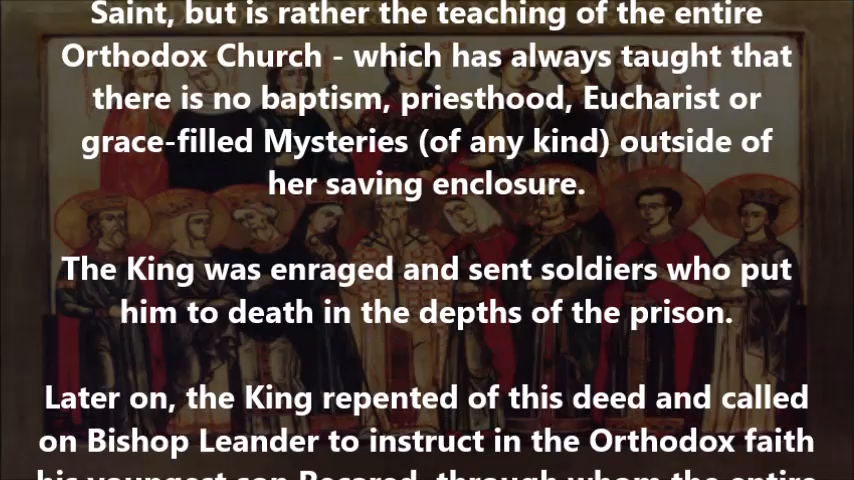 Saint, but is rather the teaching of the entire
Orthodox Church - which has always taught that
there is no baptism, priesthood, Eucharist or
grace-filled Mysteries (of any kind) outside of
her saving enclosure.
The King was enraged and sent soldiers who put
him to death in the depths of the prison.
Later on, the King repented of this deed and called
on Bishop Leander to instruct in the Orthodox faith
his youngest son Recared, through whom the entire